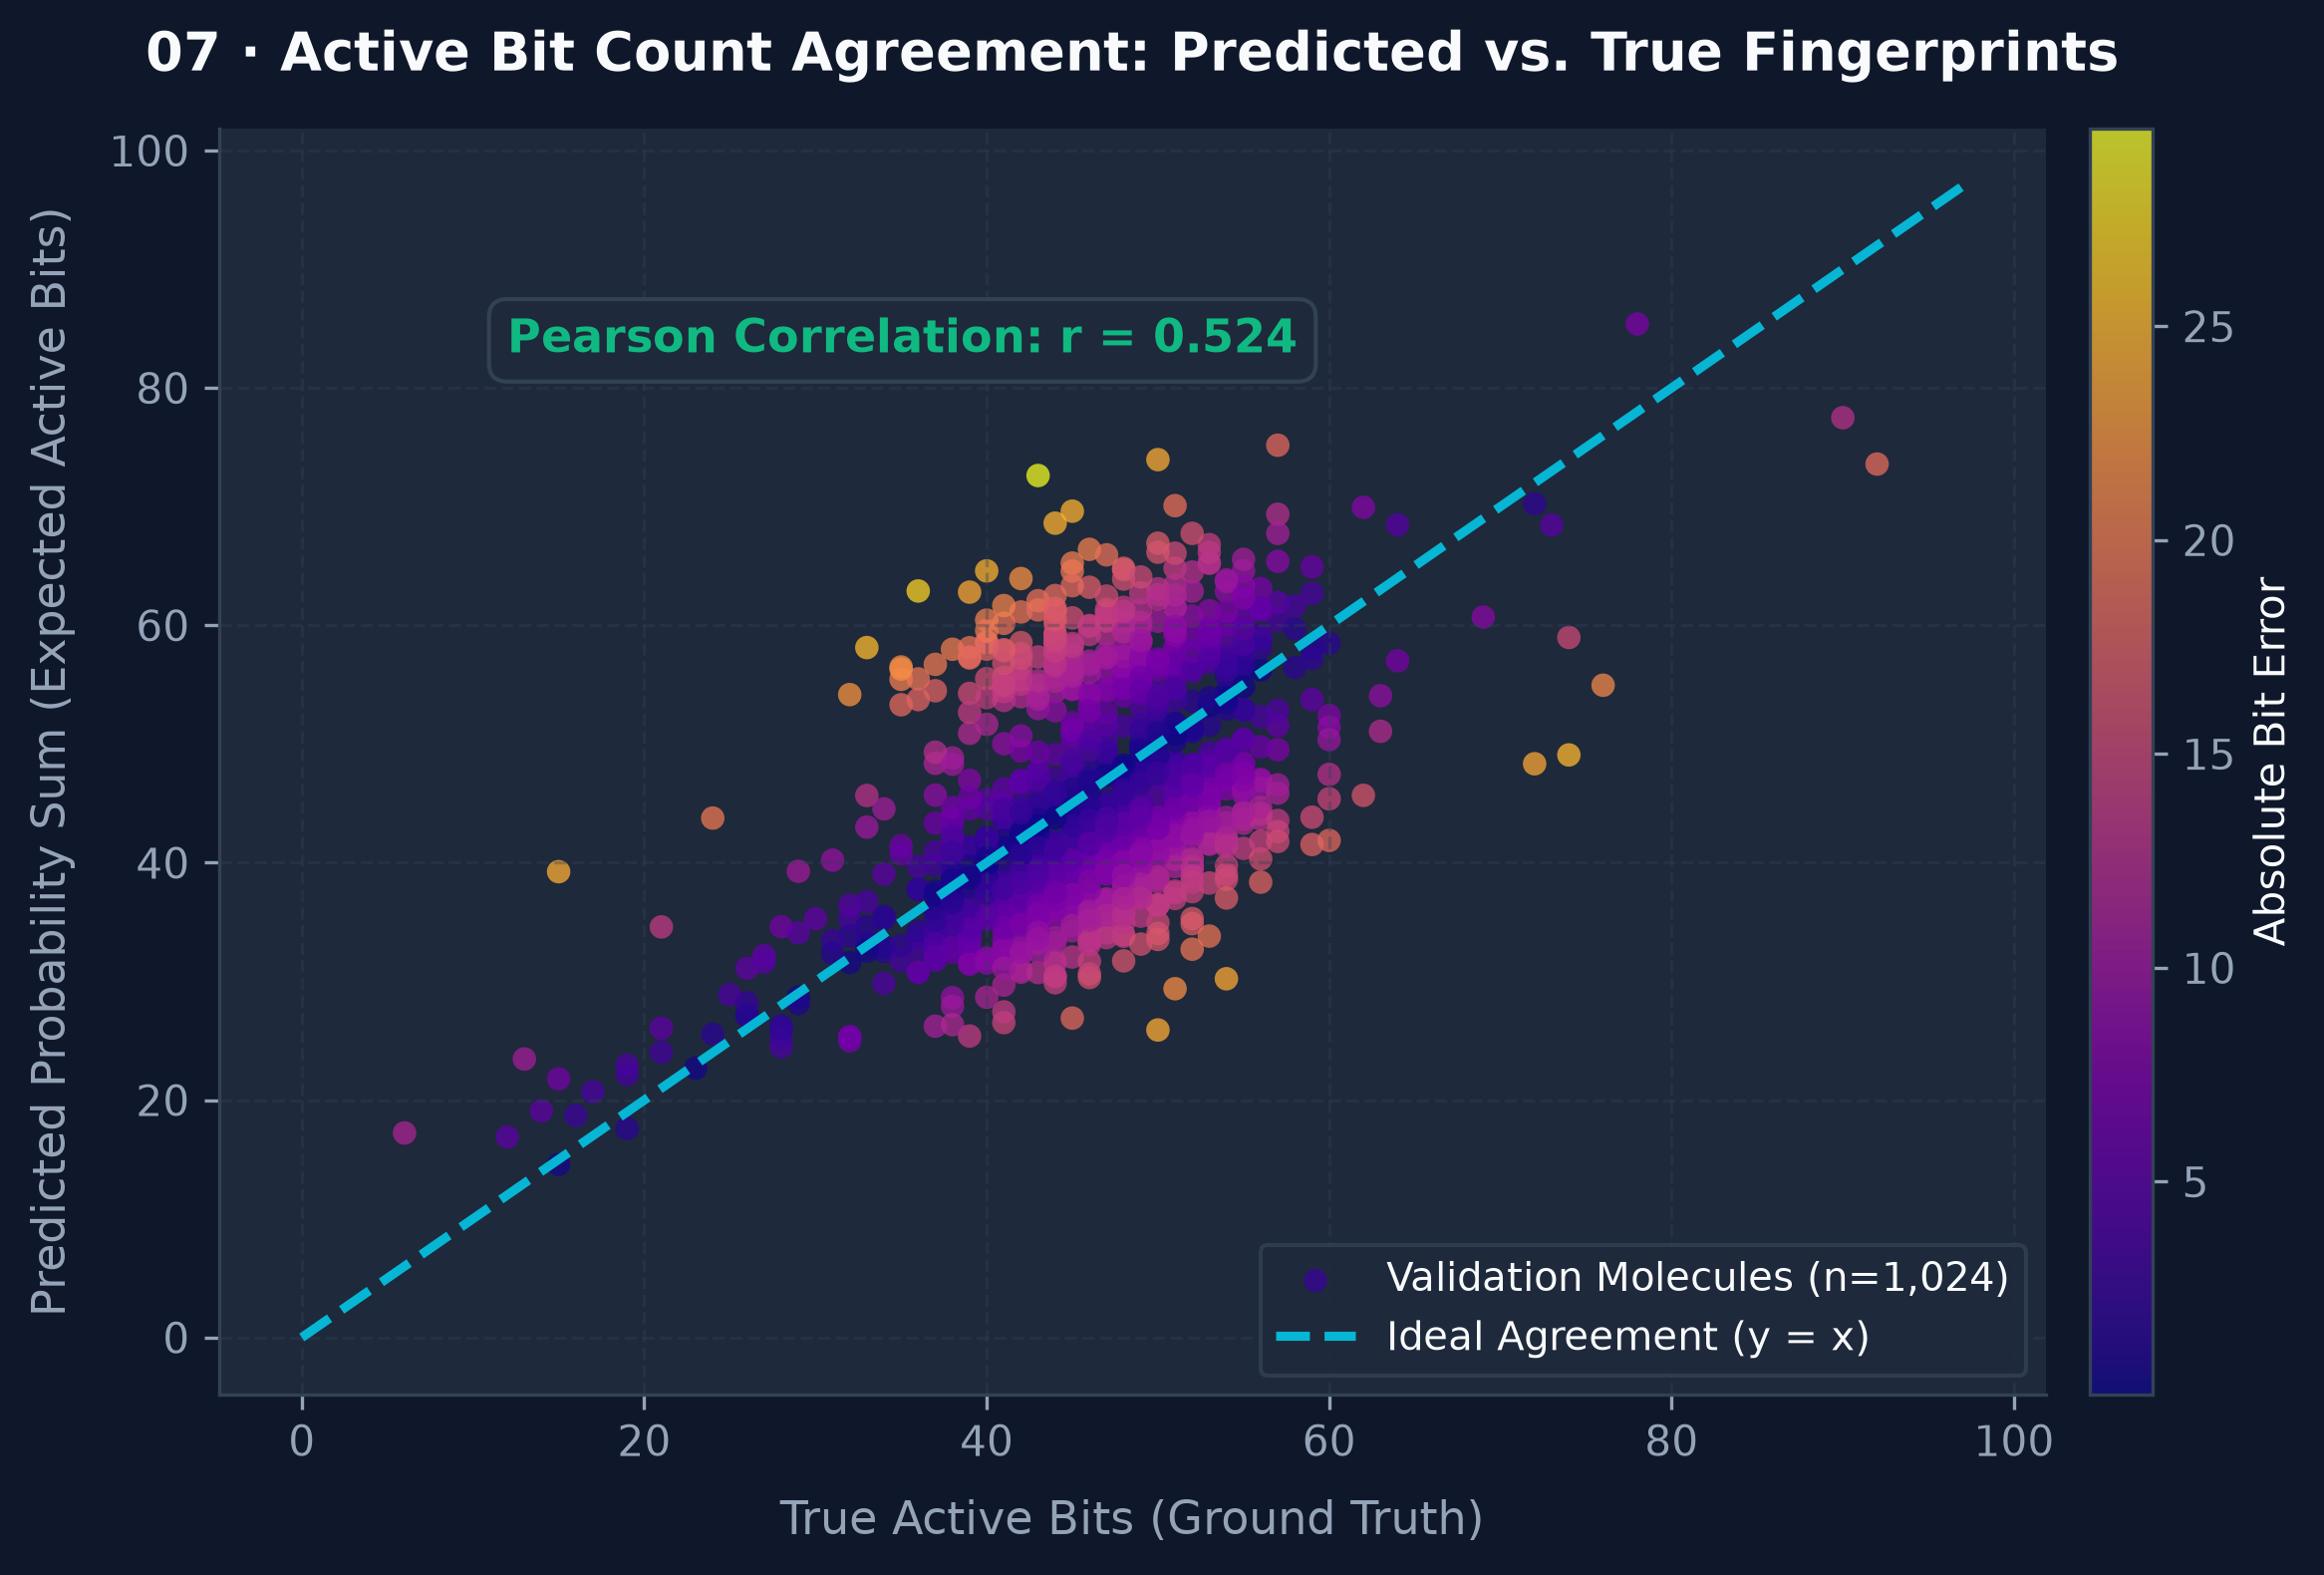 07 · Active Bit Count Agreement: Predicted vs. True Fingerprints
Predicted Probability Sum (Expected Active Bits)
100
80
60
40
20
0
Pearson Correlation: r = 0.524
Validation Molecules (n=1,024)
Ideal Agreement (y = x)
0
20
40
60
80
100
True Active Bits (Ground Truth)
25
20
15
10
5
Absolute Bit Error